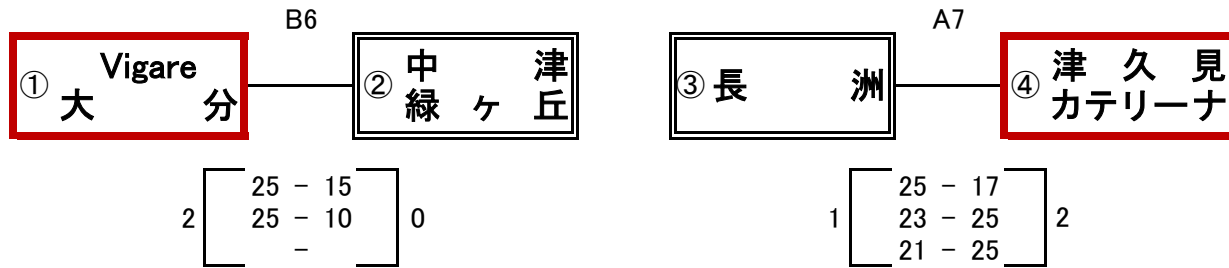 B6
① Vigare
大分
② 中津
緑ヶ丘
25 - 15
2 25 - 10 0
-
A7
③ 長洲
④ 津久見
カテリーナ
25 - 17
1 23 - 25 2
21 - 25